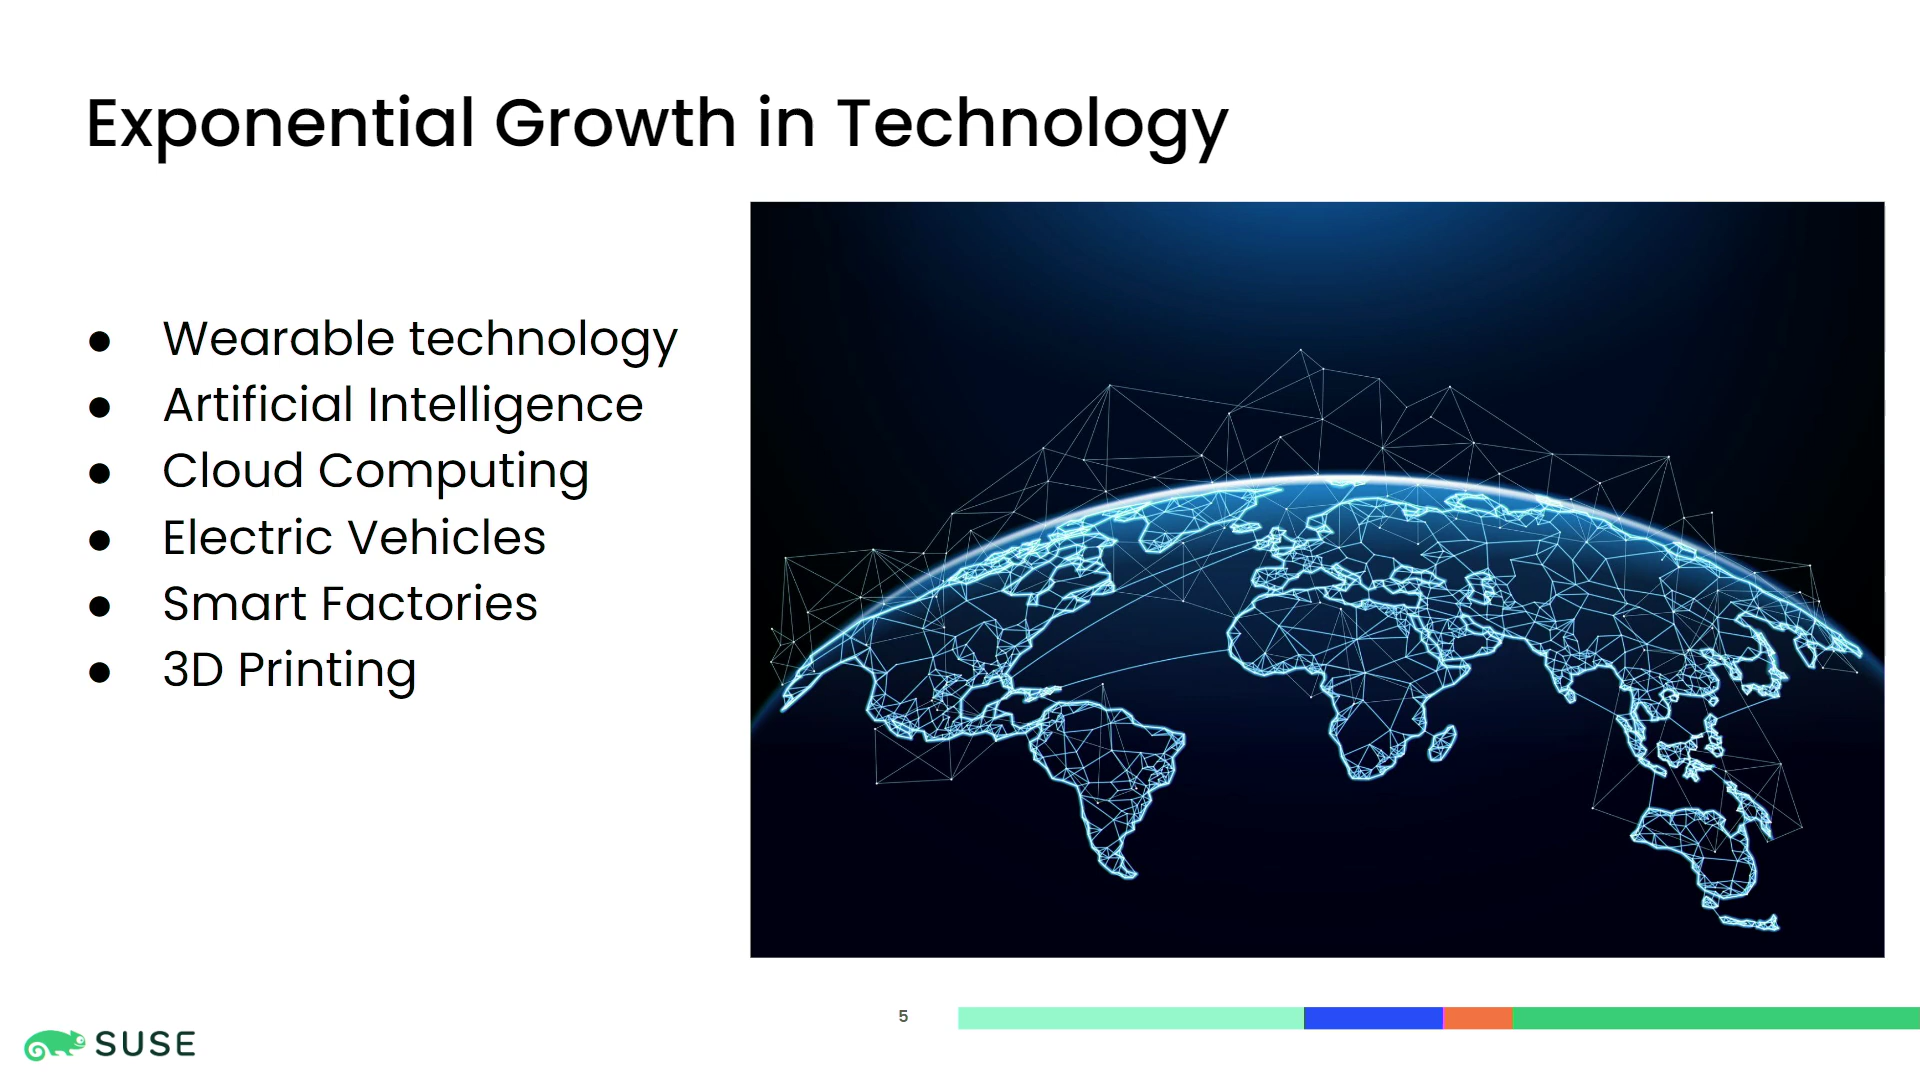 Exponential Growth in Technology
● Wearable technology
● Artificial Intelligence
● Cloud Computing
● Electric Vehicles
● Smart Factories
● 3D Printing
5
SUSE